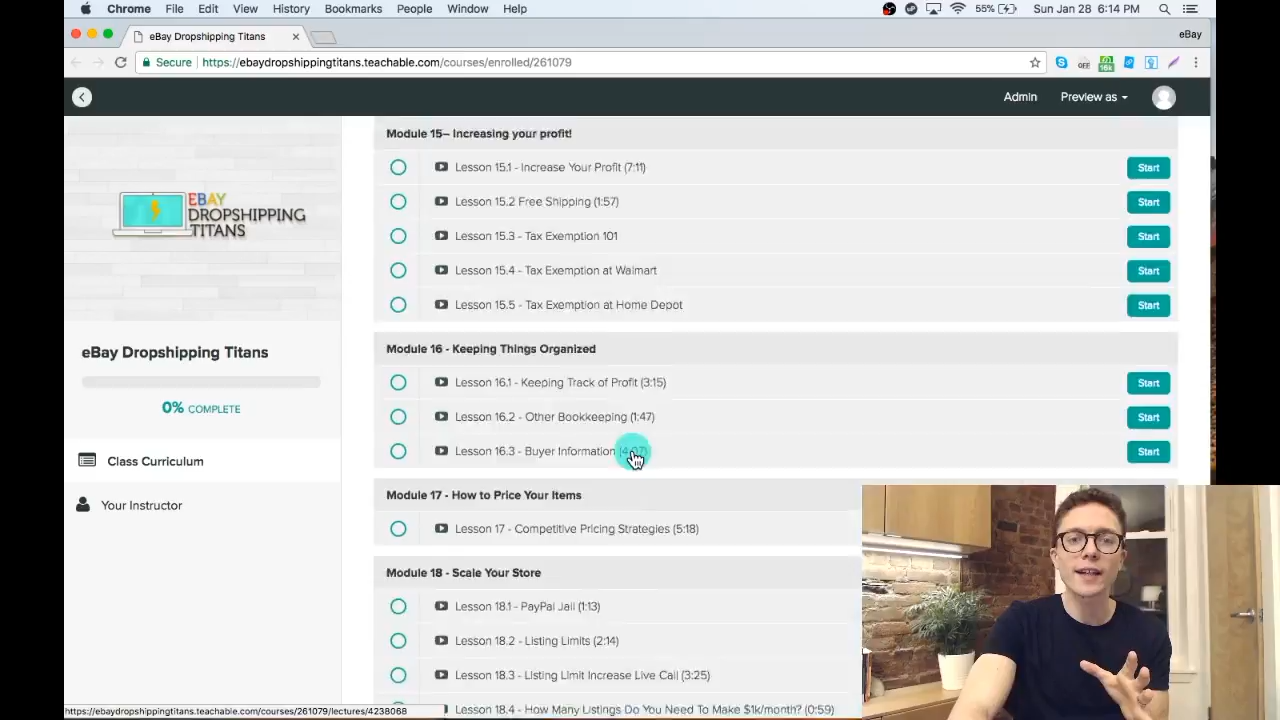 Chrome File Edit View History Bookmarks People Window Help
55% Sun Jan 28 6:14 PM
eBay Dropshipping Titans
eBay
Secure https://ebaydropshippingtitans.teachable.com/courses/enrolled/261079
OFF
16k
Admin Preview as
EBAY
DROPSHIPPING
TITANS
eBay Dropshipping Titans
0% COMPLETE
Class Curriculum
Your Instructor
Module 15– Increasing your profit!
Lesson 15.1 - Increase Your Profit (7:11) Start
Lesson 15.2 Free Shipping (1:57) Start
Lesson 15.3 - Tax Exemption 101 Start
Lesson 15.4 - Tax Exemption at Walmart Start
Lesson 15.5 - Tax Exemption at Home Depot Start
Module 16 - Keeping Things Organized
Lesson 16.1 - Keeping Track of Profit (3:15) Start
Lesson 16.2 - Other Bookkeeping (1:47) Start
Lesson 16.3 - Buyer Information Start
Module 17 - How to Price Your Items
Lesson 17 - Competitive Pricing Strategies (5:18)
Module 18 - Scale Your Store
Lesson 18.1 - PayPal Jail (1:13)
Lesson 18.2 - Listing Limits (2:14)
Lesson 18.3 - Listing Limit Increase Live Call (3:25)
Lesson 18.4 - How Many Listings Do You Need To Make $1k/month? (0:59)
https://ebaydropshippingtitans.teachable.com/courses/261079/lectures/4238068